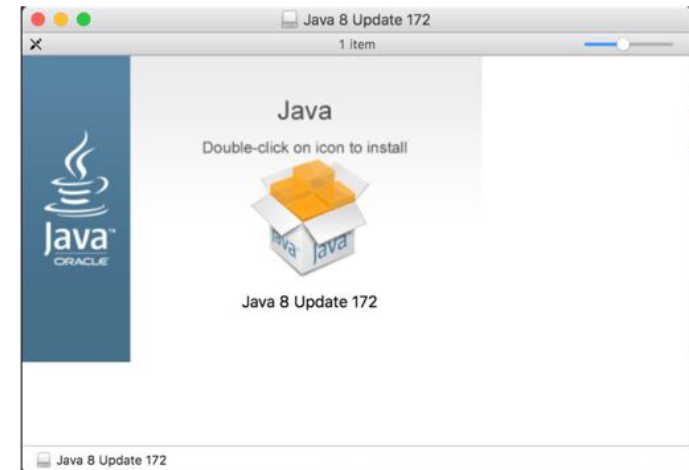 Java 8 Update 172
1 item
Java
Double-click on icon to install
Java
ORACLE
Java Java
Java 8 Update 172
Java 8 Update 172